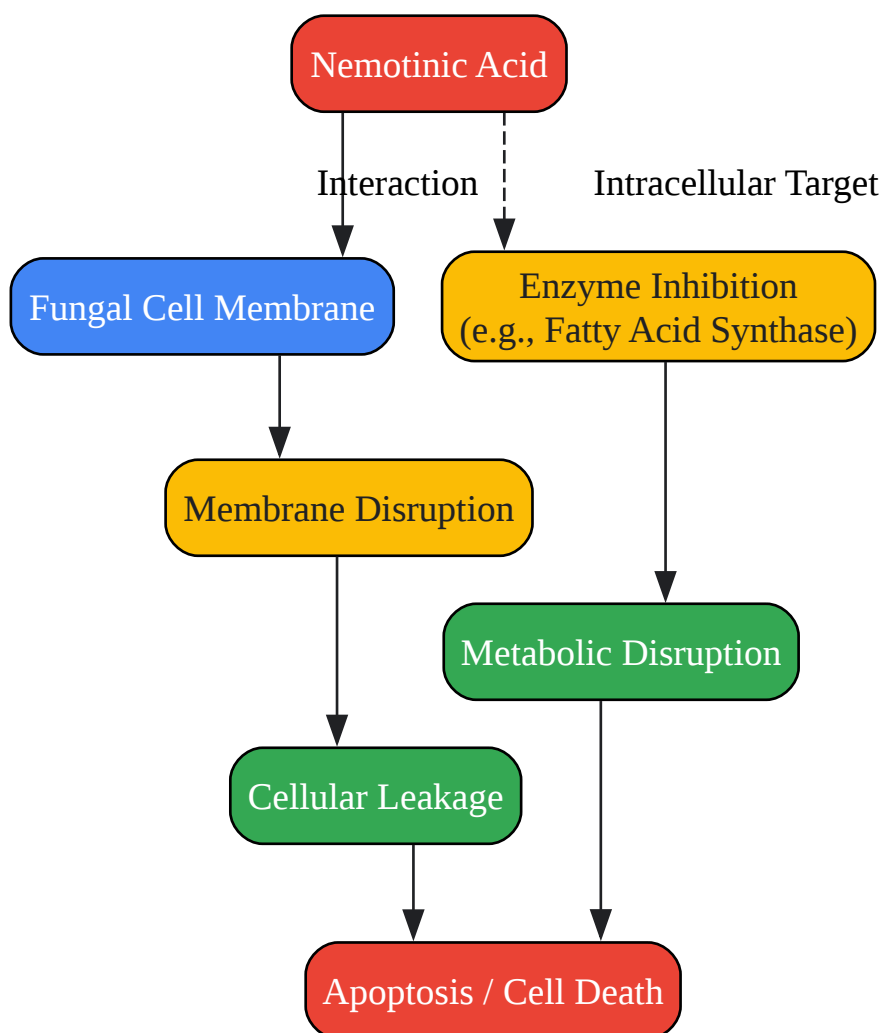 Nemotinic Acid
Interaction
Intracellular Target
Fungal Cell Membrane
Enzyme Inhibition
(e.g., Fatty Acid Synthase)
Membrane Disruption
Metabolic Disruption
Cellular Leakage
Apoptosis / Cell Death